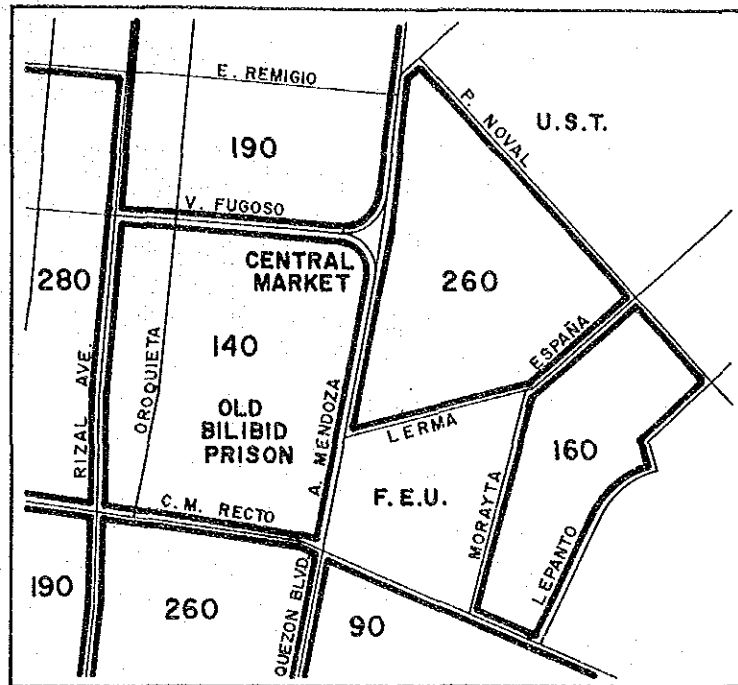 E. REMIGIO
P. NOVAL
U.S.T.
190
V. FUGOSO
CENTRAL
MARKET
280
260
140
ESPAÑA
RIZAL AVE.
OROQUIETA
OLD
BILIBID
PRISON
A. MENDOZA
LERMA
160
C.M. RECTO
F.E.U.
MORAYTA
LEPANTO
190
260
QUEZON BLVD.
90